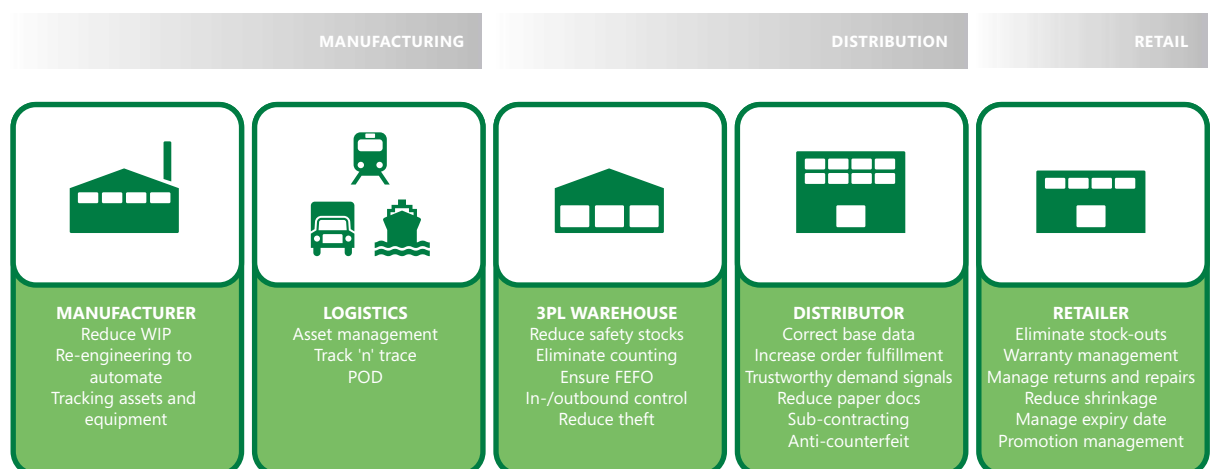 MANUFACTURING
DISTRIBUTION
RETAIL
MANUFACTURER
Reduce WIP
Re-engineering to
automate
Tracking assets and
equipment
LOGISTICS
Asset management
Track 'n' trace
POD
3PL WAREHOUSE
Reduce safety stocks
Eliminate counting
Ensure FEFO
In-/outbound control
Reduce theft
DISTRIBUTOR
Correct base data
Increase order fulfillment
Trustworthy demand signals
Reduce paper docs
Sub-contracting
Anti-counterfeit
RETAILER
Eliminate stock-outs
Warranty management
Manage returns and repairs
Reduce shrinkage
Manage expiry date
Promotion management